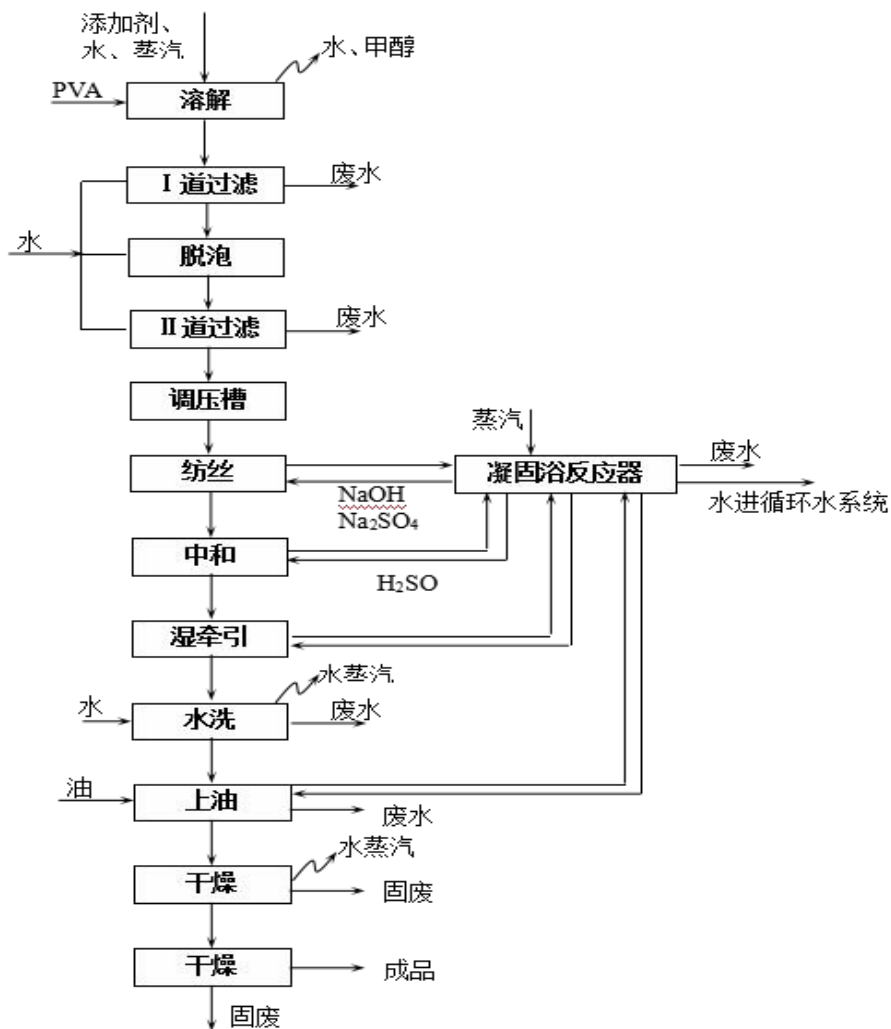 添加剂、
水、蒸汽
水、甲醇
PVA
溶解
I 道过滤
废水
水
脱泡
II 道过滤
废水
调压槽
蒸汽
纺丝
凝固浴反应器
废水
水进循环水系统
NaOH
Na₂SO₄
中和
H₂SO
湿牵引
水蒸汽
水
水洗
废水
油
上油
废水
水蒸汽
干燥
固废
干燥
成品
固废